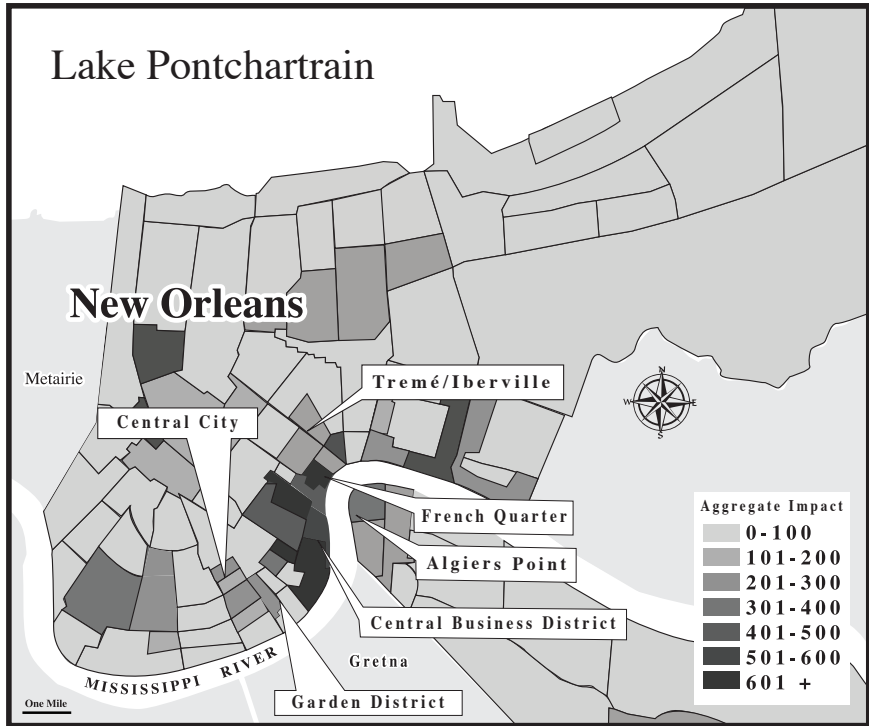 Lake Pontchartrain
New Orleans
Metairie
Tremé/Iberville
Central City
N
W E
S
French Quarter
Algiers Point
Central Business District
Gretna
MISSISSIPPI RIVER
Garden District
One Mile
Aggregate Impact
0-100
101-200
201-300
301-400
401-500
501-600
601 +